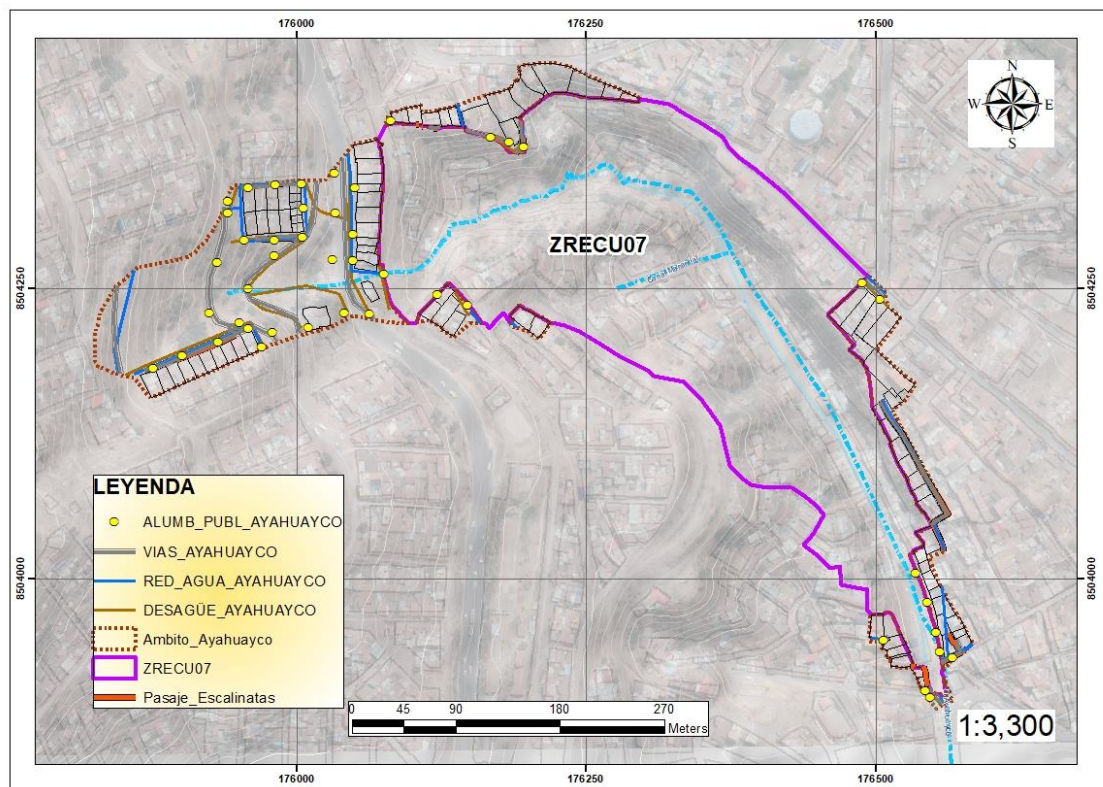 176000 176250 176500
N
W E
S
8504250 8504250
ZRECU07
LEYENDA
ALUMB_PUBL_AYAHUAYCO
VIAS_AYAHUAYCO
RED_AGUA_AYAHUAYCO
DESAGÜE_AYAHUAYCO
Ambito_Ayahuayco
ZRECU07
Pasaje_Escalinatas
8504000 8504000
0 45 90 180 270
Meters
1:3,300
176000 176250 176500